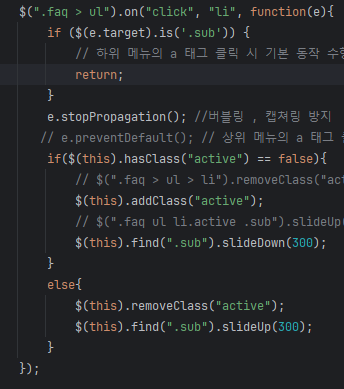 $(".faq > ul").on("click", "li", function(e){
if ($(e.target).is('.sub')) {
// 하위 메뉴의 a 태그 클릭 시 기본 동작 수행
return;
}
e.stopPropagation(); //버블링 , 캡쳐링 방지
// e.preventDefault(); // 상위 메뉴의 a 태그
if($(this).hasClass("active") == false){
// $(".faq > ul > li").removeClass("act
$(this).addClass("active");
// $(".faq ul li.active .sub").slideUp(
$(this).find(".sub").slideDown(300);
}
else{
$(this).removeClass("active");
$(this).find(".sub").slideUp(300);
}
});